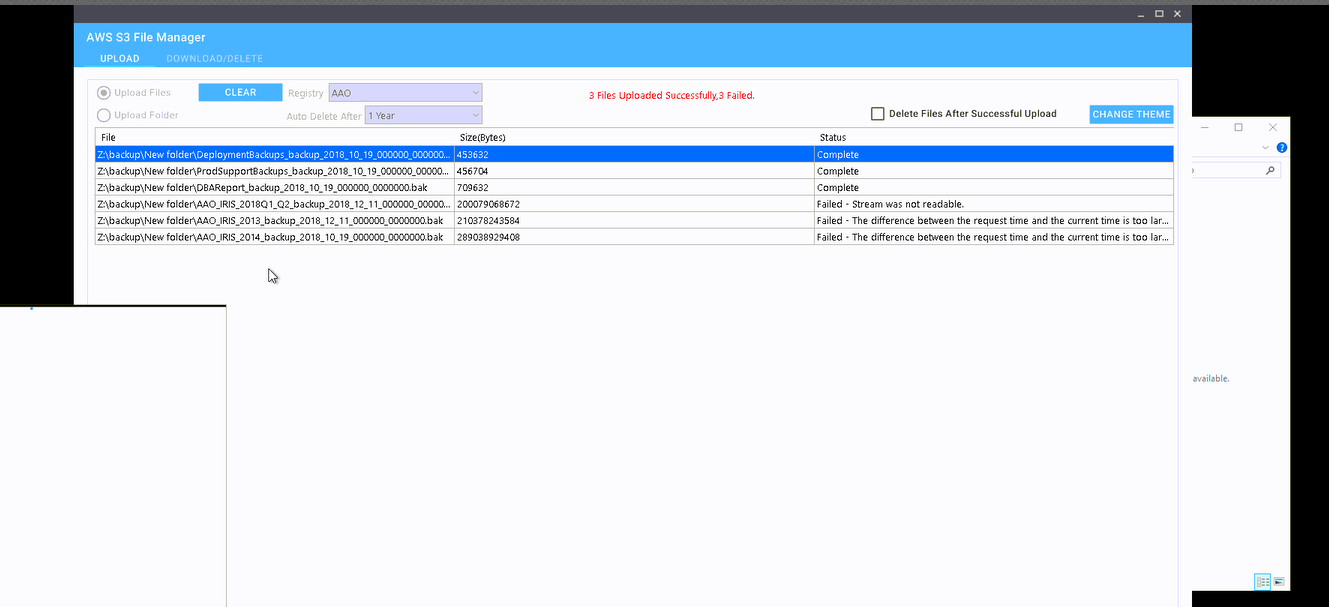 AWS S3 File Manager
UPLOAD DOWNLOAD/DELETE
Upload Files CLEAR Registry AAO 3 Files Uploaded Successfully,3 Failed.
Upload Folder Auto Delete After 1 Year Delete Files After Successful Upload CHANGE THEME
File Size(Bytes) Status
Z:\backup\New folder\DeploymentBackups_backup_2018_10_19_000000_000000... 453632 Complete
Z:\backup\New folder\ProdSupportBackups_backup_2018_10_19_000000_00000... 456704 Complete
Z:\backup\New folder\DBAReport_backup_2018_10_19_000000_0000000.bak 709632 Complete
Z:\backup\New folder\AAO_IRIS_2018Q1_Q2_backup_2018_12_11_000000_00000... 200079068672 Failed - Stream was not readable.
Z:\backup\New folder\AAO_IRIS_2013_backup_2018_12_11_000000_0000000.bak 210378243584 Failed - The difference between the request time and the current time is too lar...
Z:\backup\New folder\AAO_IRIS_2014_backup_2018_10_19_000000_0000000.bak 289038929408 Failed - The difference between the request time and the current time is too lar...
available.